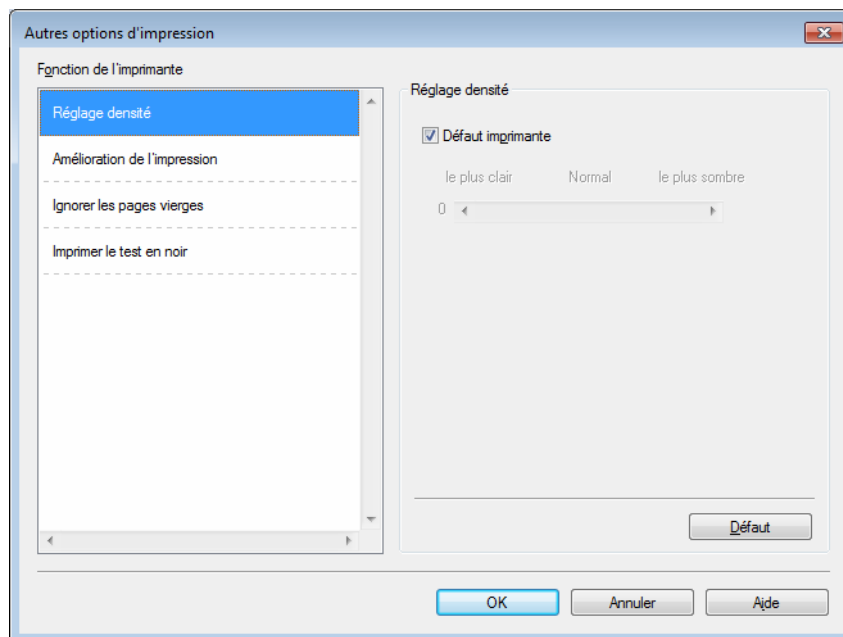 Autres options d'impression
Fonction de l'imprimante
Réglage densité
Amélioration de l'impression
Ignorer les pages vierges
Imprimer le test en noir
Réglage densité
Défaut imprimante
le plus clair Normal le plus sombre
0
Défaut
OK Annuler Aide